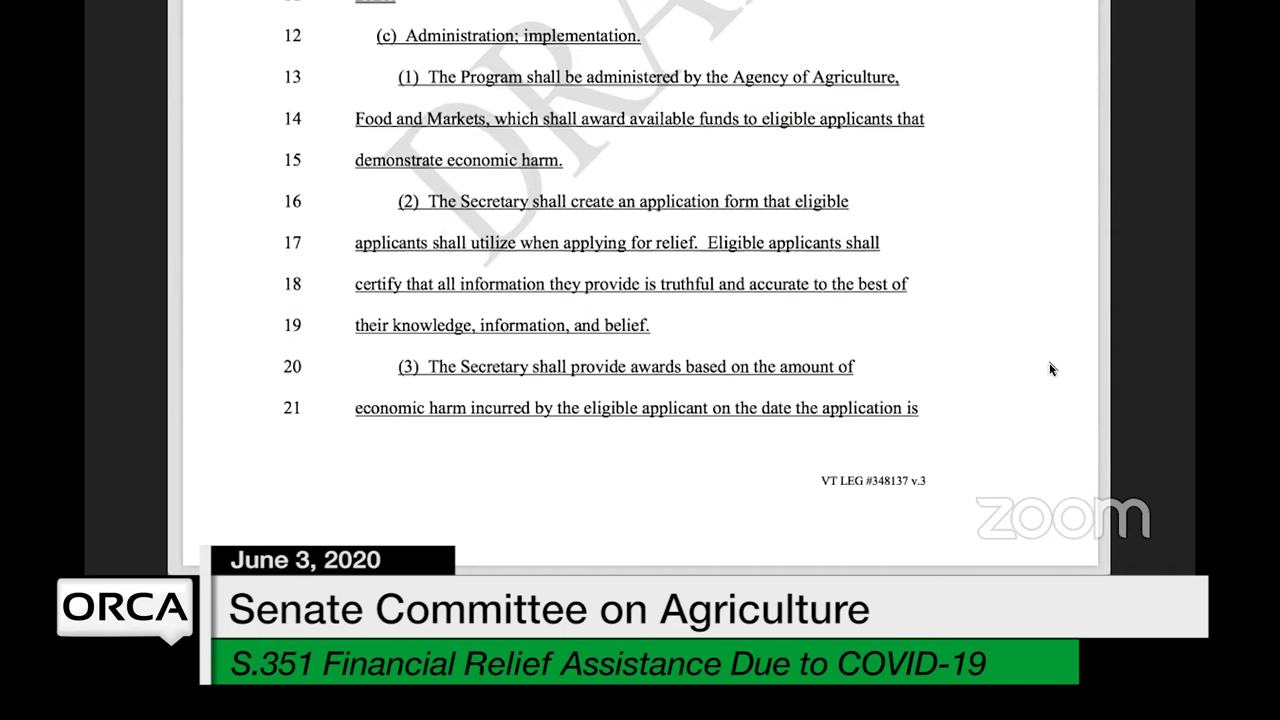 12 (c) Administration; implementation.
13 (1) The Program shall be administered by the Agency of Agriculture,
14 Food and Markets, which shall award available funds to eligible applicants that
15 demonstrate economic harm.
16 (2) The Secretary shall create an application form that eligible
17 applicants shall utilize when applying for relief. Eligible applicants shall
18 certify that all information they provide is truthful and accurate to the best of
19 their knowledge, information, and belief.
20 (3) The Secretary shall provide awards based on the amount of
21 economic harm incurred by the eligible applicant on the date the application is
VT LEG #348137 v.3
zoom
June 3, 2020
ORCA
Senate Committee on Agriculture
S.351 Financial Relief Assistance Due to COVID-19